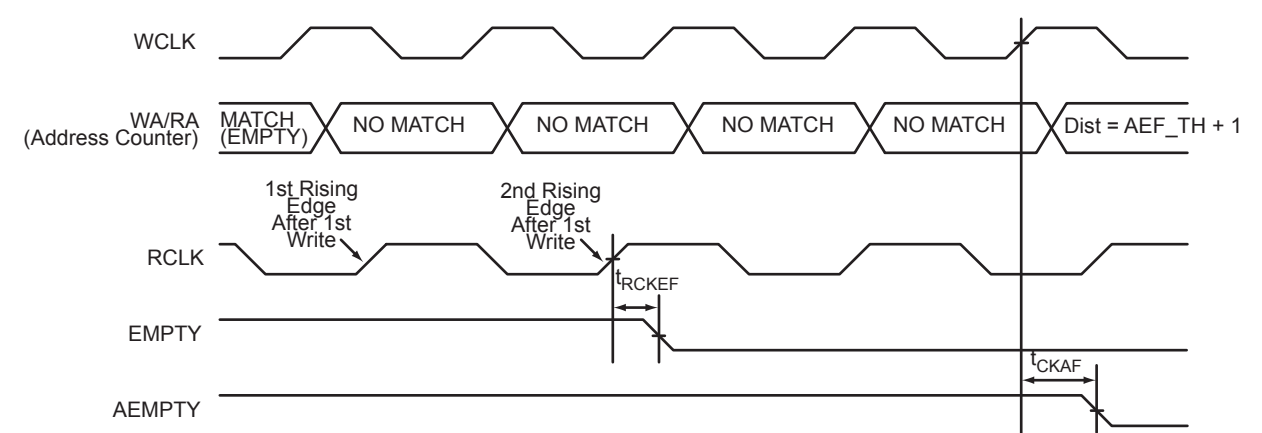 WCLK
WA/RA
(Address Counter)
MATCH
(EMPTY)
NO MATCH
NO MATCH
NO MATCH
NO MATCH
Dist = AEF_TH + 1
1st Rising
Edge
After 1st
Write
2nd Rising
Edge
After 1st
Write
RCLK
tRCKEF
EMPTY
tCKAF
AEMPTY